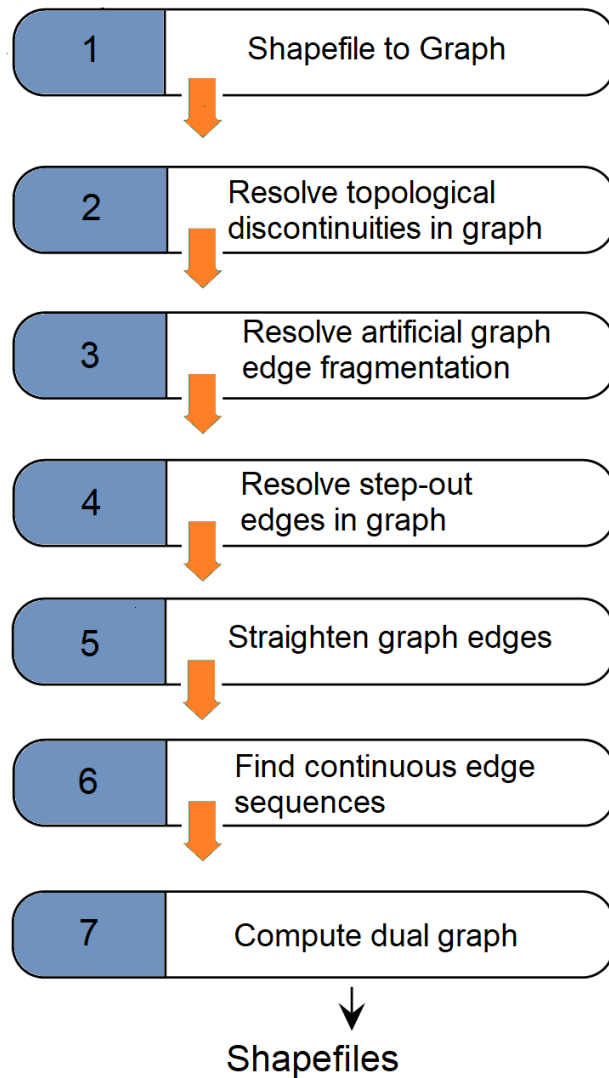 1 Shapefile to Graph
2 Resolve topological
discontinuities in graph
3 Resolve artificial graph
edge fragmentation
4 Resolve step-out
edges in graph
5 Straighten graph edges
6 Find continuous edge
sequences
7 Compute dual graph
Shapefiles